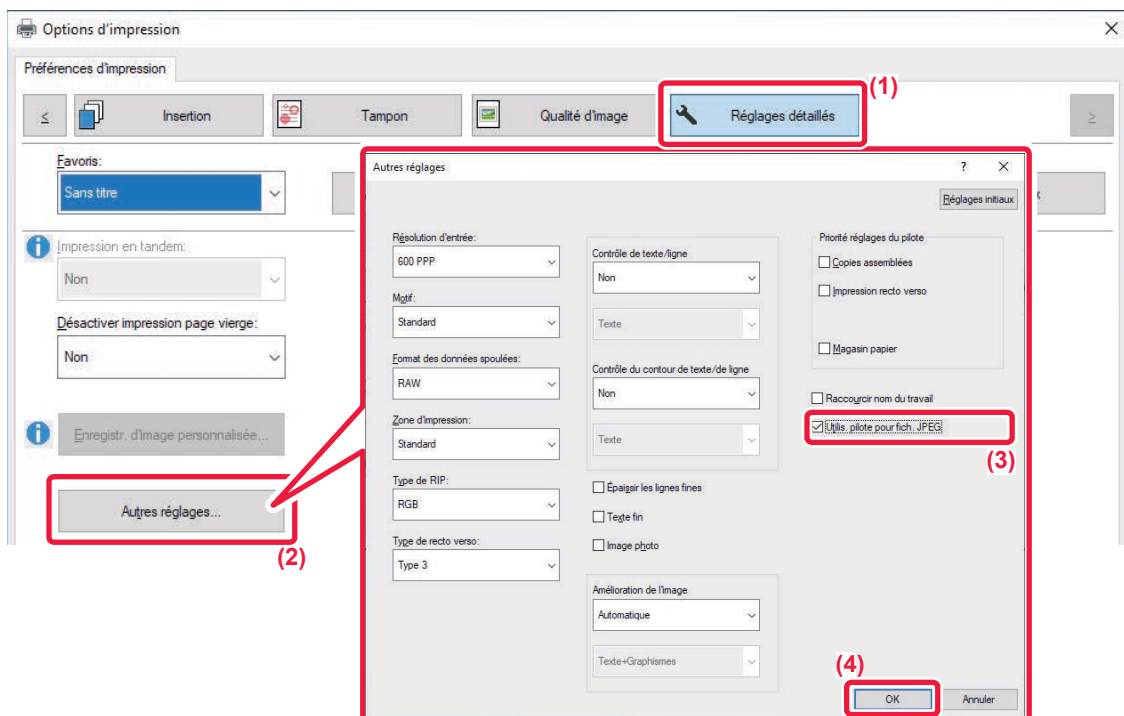 Options d'impression
Préférences d'impression
(1)
<
Insertion
Tampon
Qualité d'image
Réglages détaillés
>
Favoris:
Sans titre
Impression en tandem:
Non
Désactiver impression page vierge:
Non
Enregistr. d'image personnalisée...
Autres réglages...
(2)
Autres réglages
?
Réglages initiaux
Résolution d'entrée:
600 PPP
Motif:
Standard
Format des données spoulées:
RAW
Zone d'impression:
Standard
Type de RIP:
RGB
Type de recto verso:
Type 3
Contrôle de texte/ligne
Non
Texte
Contrôle du contour de texte/de ligne
Non
Texte
Épaissir les lignes fines
Texte fin
Image photo
Amélioration de l'image
Automatique
Texte+Graphismes
Priorité réglages du pilote
Copies assemblées
Impression recto verso
Magasin papier
Raccourcir nom du travail
Utilis. pilote pour fich. JPEG
(3)
(4)
OK
Annuler